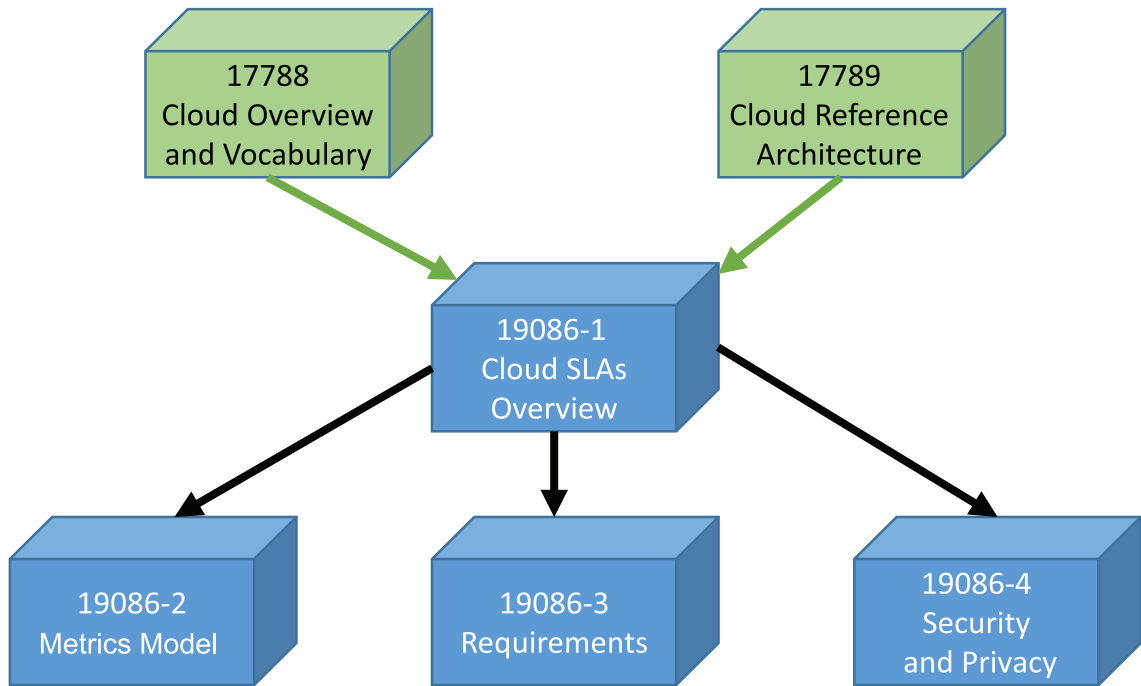 17788
Cloud Overview
and Vocabulary
17789
Cloud Reference
Architecture
19086-1
Cloud SLAs
Overview
19086-2
Metrics Model
19086-3
Requirements
19086-4
Security
and Privacy